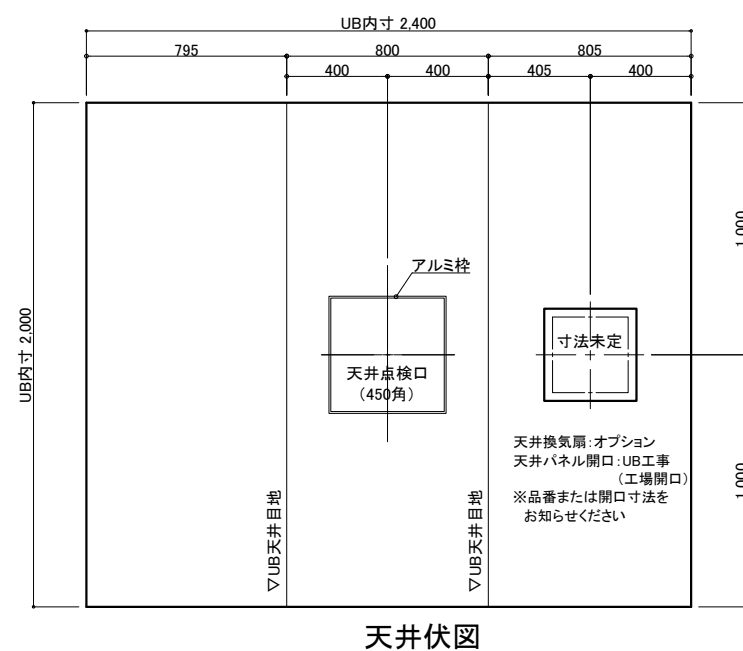 UB内寸 2,400
795
800
805
400
400
405
400
1,000
アルミ枠
UB内寸 2,000
寸法未定
天井点検口
(450角)
天井換気扇:オプション
天井パネル開口:UB工事
(工場開口)
※品番または開口寸法を
お知らせください
1,000
▽UB天井目地
▽UB天井目地
天井伏図